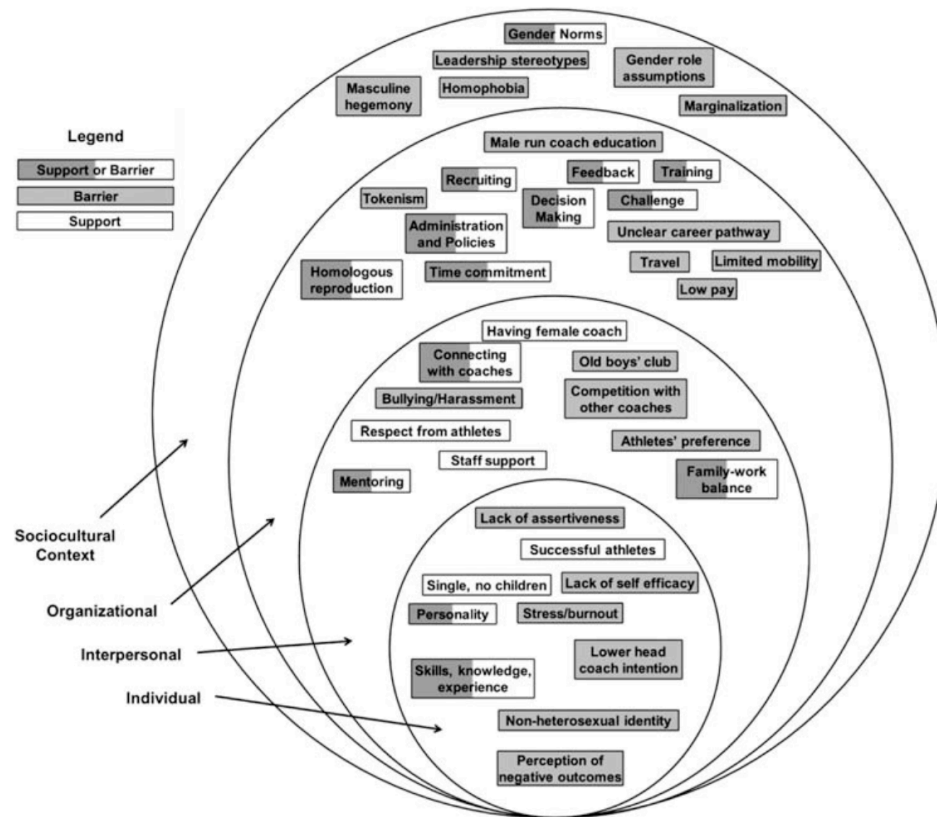 Gender Norms
Leadership stereotypes
Gender role
assumptions
Masculine
hegemony
Homophobia
Marginalization
Legend
Support or Barrier
Barrier
Support
Male run coach education
Feedback
Training
Recruiting
Tokenism
Decision
Making
Challenge
Administration
and Policies
Unclear career pathway
Homologous
reproduction
Time commitment
Travel
Limited mobility
Low pay
Having female coach
Connecting
with coaches
Old boys' club
Bullying/Harassment
Competition with
other coaches
Respect from athletes
Athletes' preference
Staff support
Mentoring
Family-work
balance
Lack of assertiveness
Successful athletes
Single, no children
Lack of self efficacy
Personality
Stress/burnout
Lower head
coach intention
Skills, knowledge,
experience
Non-heterosexual identity
Perception of
negative outcomes
Sociocultural
Context
Organizational
Interpersonal
Individual